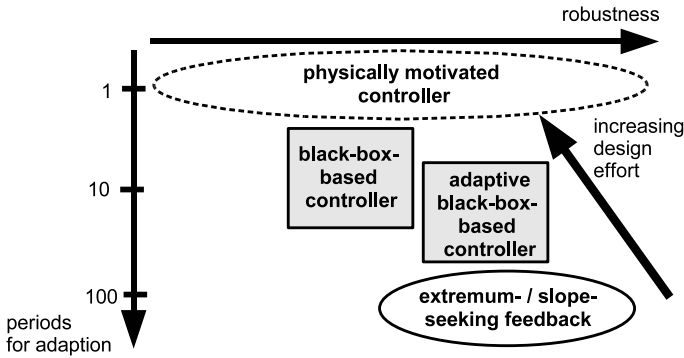 robustness
physically motivated
controller
1
increasing
design
effort
black-box-
based
controller
10
adaptive
black-box-
based
controller
100
extremum- / slope-
seeking feedback
periods
for adaption